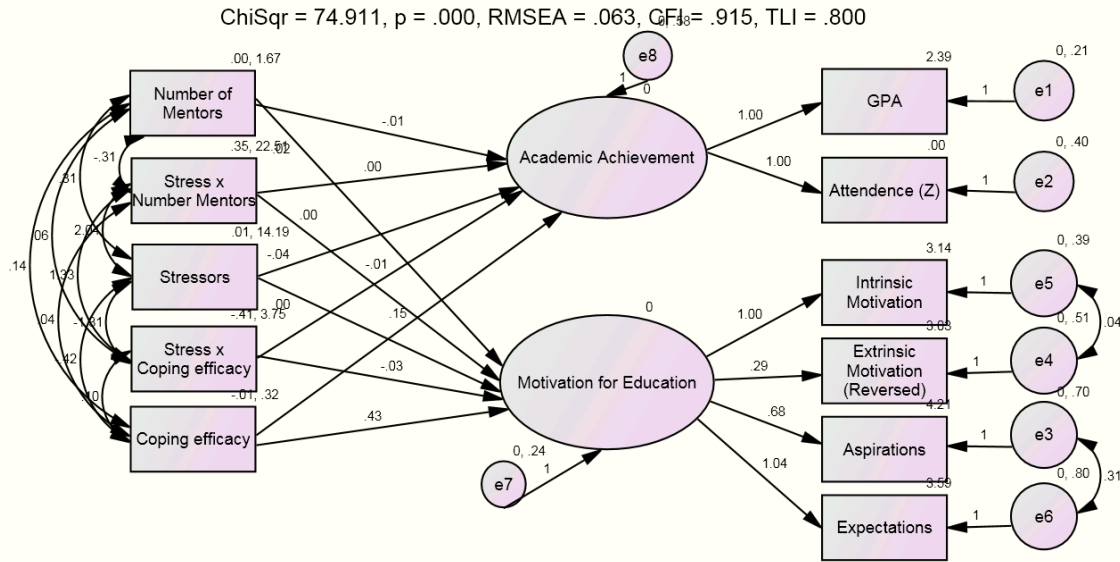 ChiSqr = 74.911, p = .000, RMSEA = .063, CFI = .915, TLI = .800
e8
1
0
.00, 1.67
Number of
Mentors
-.01
-.31
.31
.35, 22.51
.02
Stress x
Number Mentors
.00
.00
.01, 14.19
Stressors
-.04
-.01
.00
.15
-.41, 3.75
Stress x
Coping efficacy
-.03
-.01, .32
Coping efficacy
.43
.14
.06
1.33
.04
-1.31
.42
.10
Academic Achievement
1.00
1.00
2.39
GPA
1
0, .21
e1
.00
Attendence (Z)
1
0, .40
e2
0
Motivation for Education
0, .24
e7
1
1.00
.29
.68
1.04
3.14
Intrinsic
Motivation
1
0, .39
e5
.04
3.03
Extrinsic
Motivation
(Reversed)
1
0, .51
e4
4.21
Aspirations
1
0, .70
e3
.31
3.59
Expectations
1
0, .80
e6